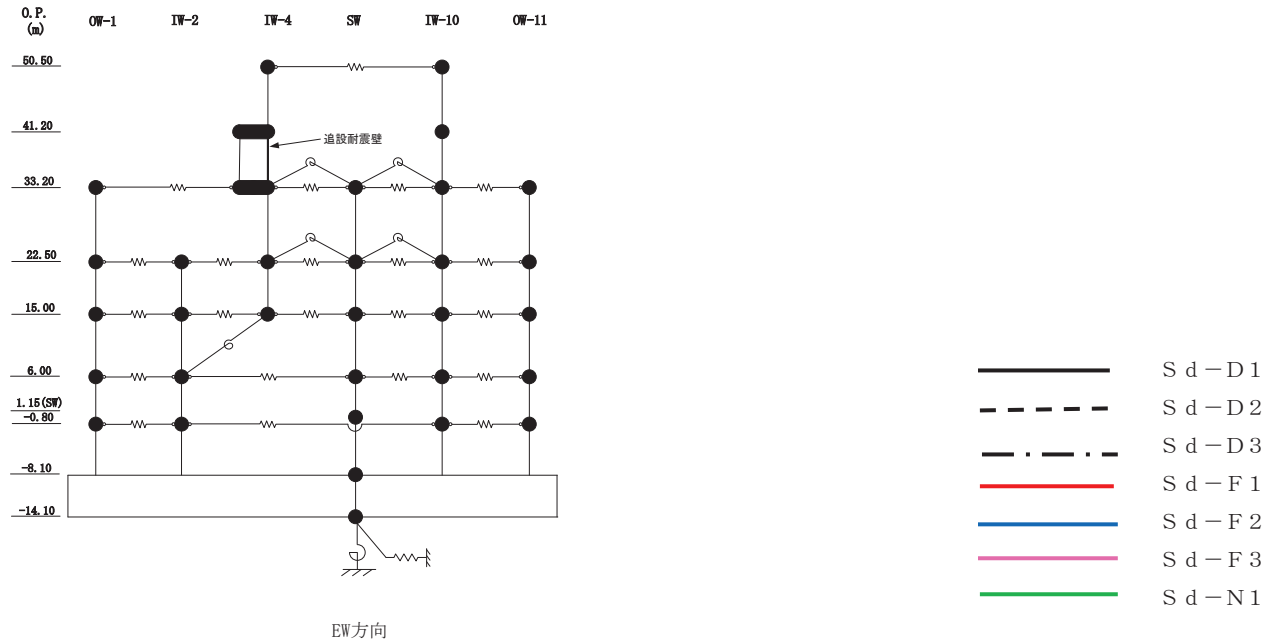 O.P.
(m)
OW-1 IW-2 IW-4 SW IW-10 OW-11
50.50
41.20
追設耐震壁
33.20
22.50
15.00
6.00
1.15(SW)
-0.80
-8.10
-14.10
EW方向
Ｓｄ－Ｄ１
Ｓｄ－Ｄ２
Ｓｄ－Ｄ３
Ｓｄ－Ｆ１
Ｓｄ－Ｆ２
Ｓｄ－Ｆ３
Ｓｄ－Ｎ１